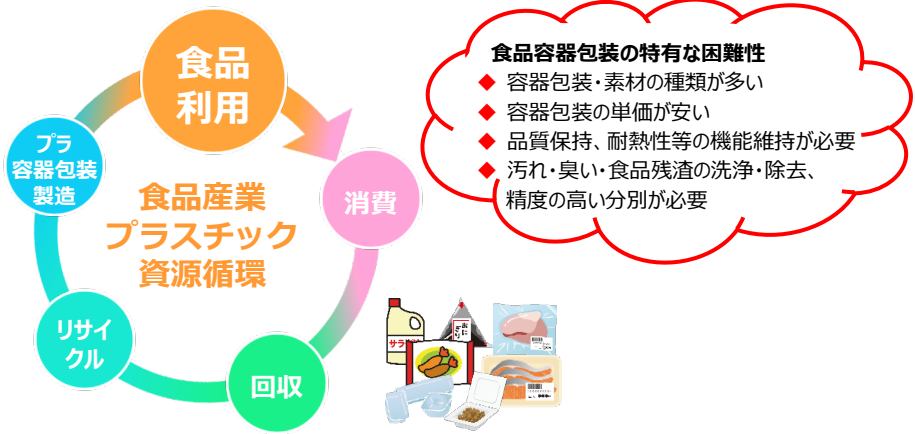 食品
利用
プラ
容器包装
製造
食品産業
プラスチック
資源循環
消費
リサイ
クル
回収
食品容器包装の特有な困難性
◆ 容器包装・素材の種類が多い
◆ 容器包装の単価が安い
◆ 品質保持、耐熱性等の機能維持が必要
◆ 汚れ・臭い・食品残渣の洗浄・除去、
精度の高い分別が必要
おに
ぎり
サラ